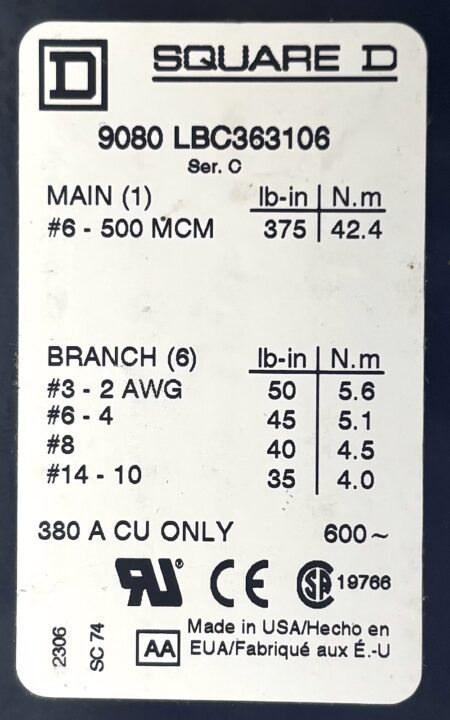 D SQUARE D
9080 LBC363106
Ser. C
MAIN (1) lb-in N.m
#6 - 500 MCM 375 42.4
BRANCH (6) lb-in N.m
#3 - 2 AWG 50 5.6
#6 - 4 45 5.1
#8 40 4.5
#14 - 10 35 4.0
380 A CU ONLY 600~
RU® CE SA 19766
2306 SC 74 AA Made in USA/Hecho en
EUA/Fabriqué aux É.-U